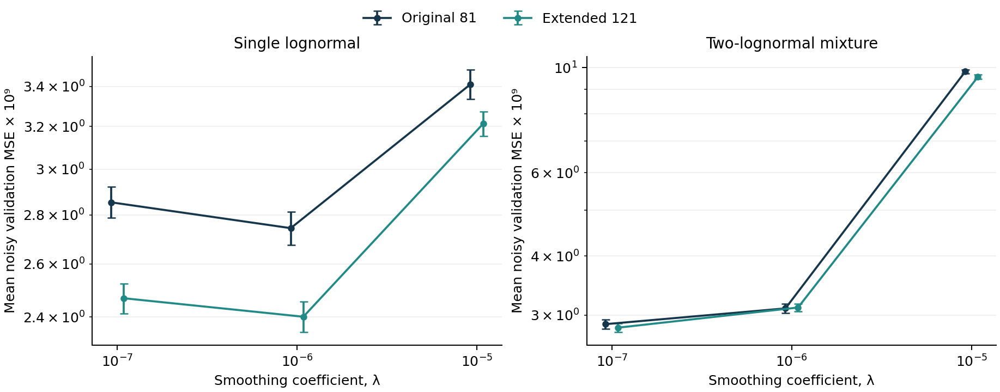 Original 81
Extended 121
Single lognormal
Mean noisy validation MSE × 10⁹
3.4 × 10⁰
3.2 × 10⁰
3 × 10⁰
2.8 × 10⁰
2.6 × 10⁰
2.4 × 10⁰
10⁻⁷
10⁻⁶
10⁻⁵
Smoothing coefficient, λ
Two-lognormal mixture
Mean noisy validation MSE × 10⁹
10¹
6 × 10⁰
4 × 10⁰
3 × 10⁰
10⁻⁷
10⁻⁶
10⁻⁵
Smoothing coefficient, λ